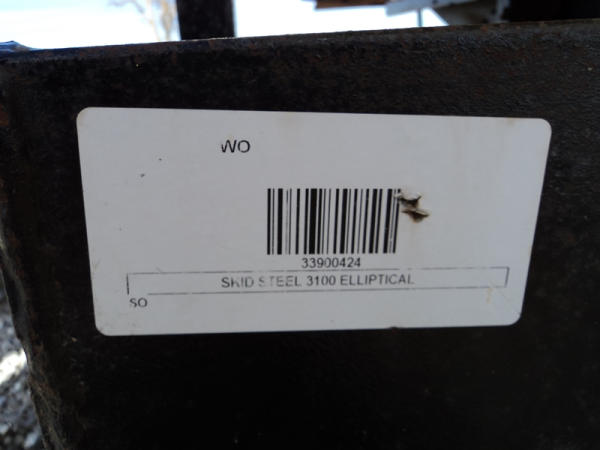 WO
33900424
SKID STEEL 3100 ELLIPTICAL
SO